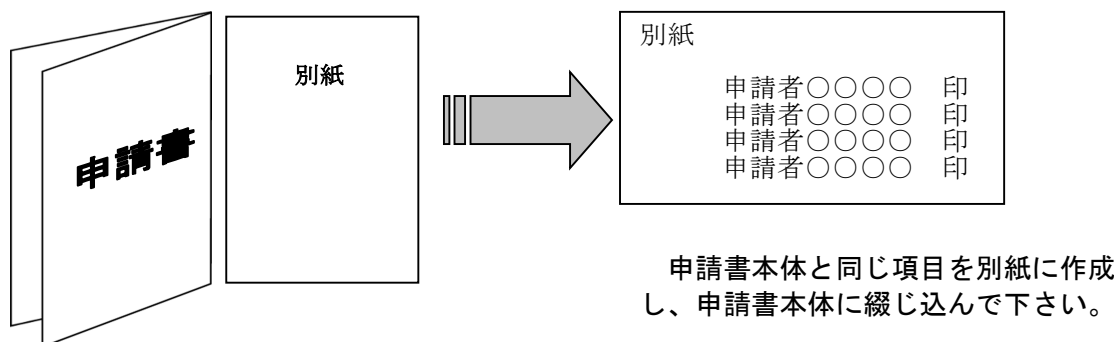 申請書
別紙
別紙
申請者○○○○　印
申請者○○○○　印
申請者○○○○　印
申請者○○○○　印
申請書本体と同じ項目を別紙に作成
し、申請書本体に綴じ込んで下さい。